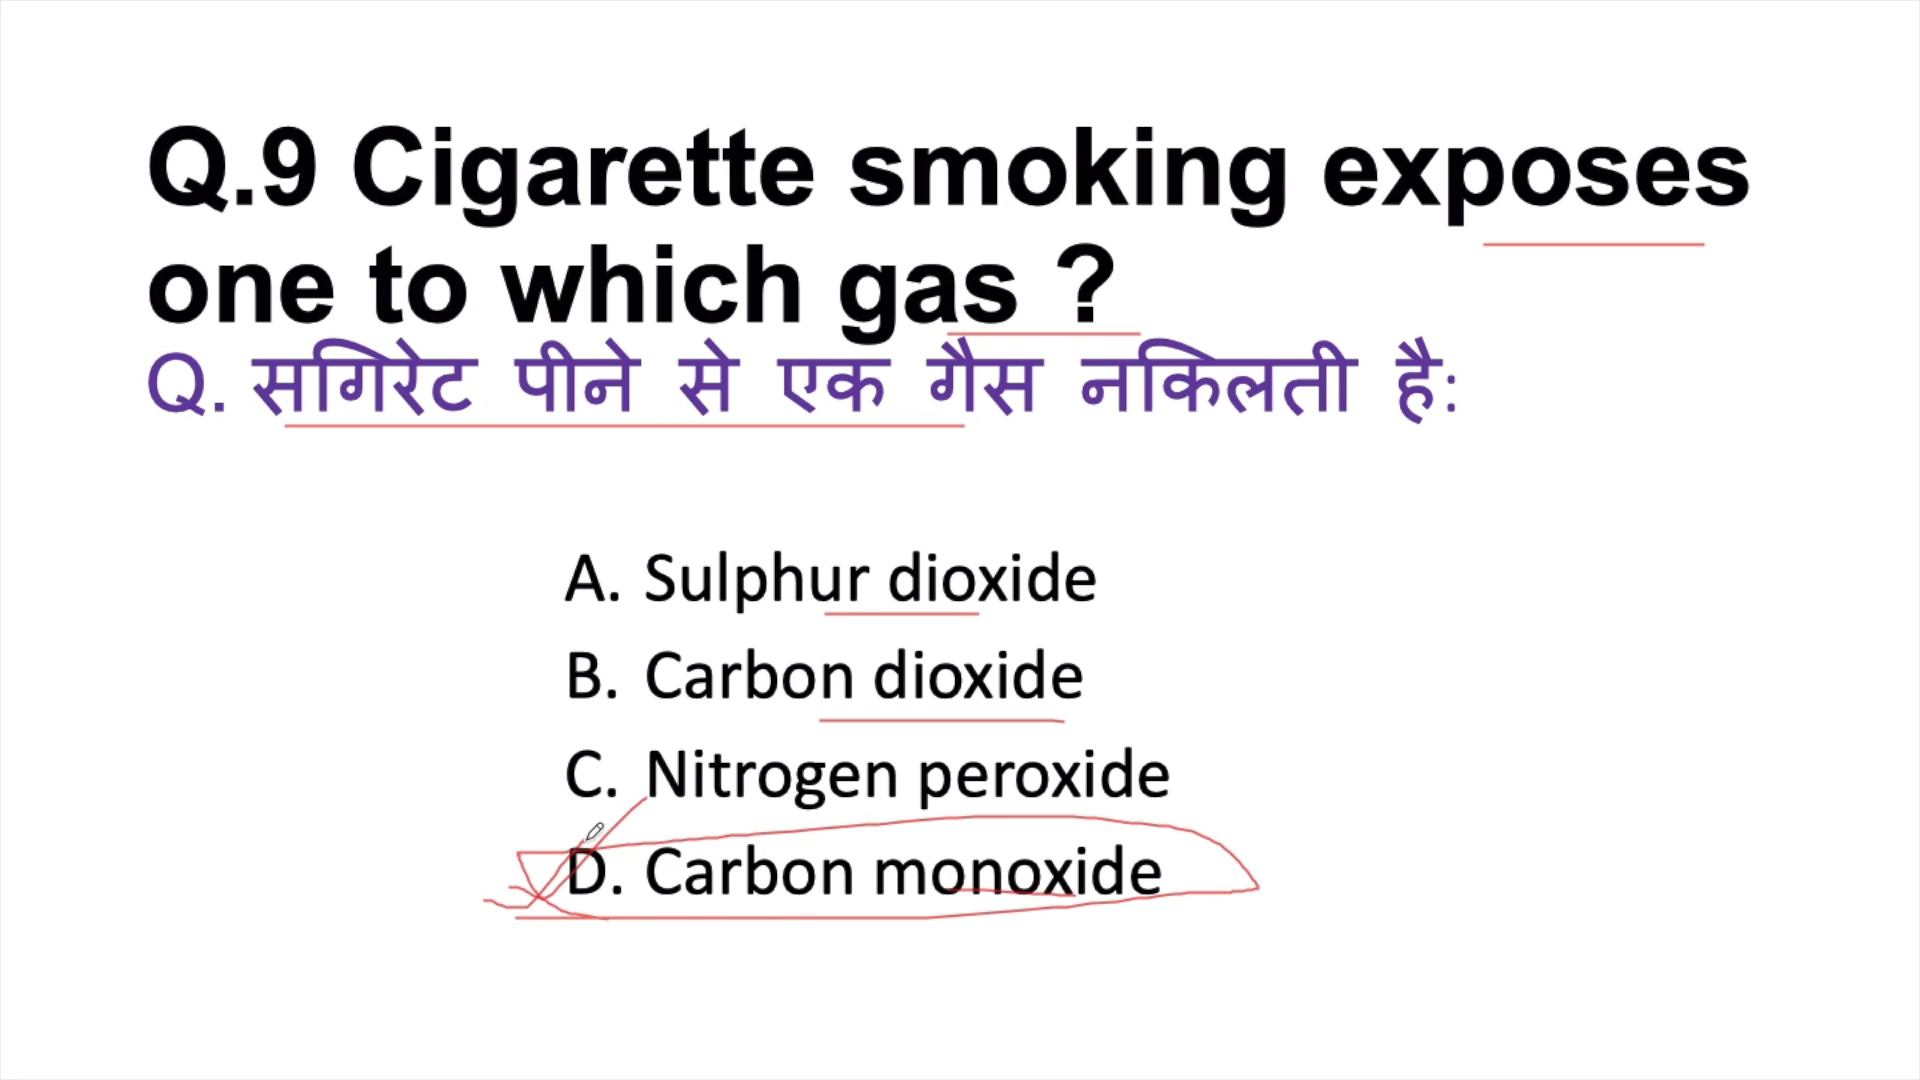 Q.9 Cigarette smoking exposes
one to which gas ?
Q. सिगरेट पीने से एक गैस निकलती है:
A. Sulphur dioxide
B. Carbon dioxide
C. Nitrogen peroxide
D. Carbon monoxide